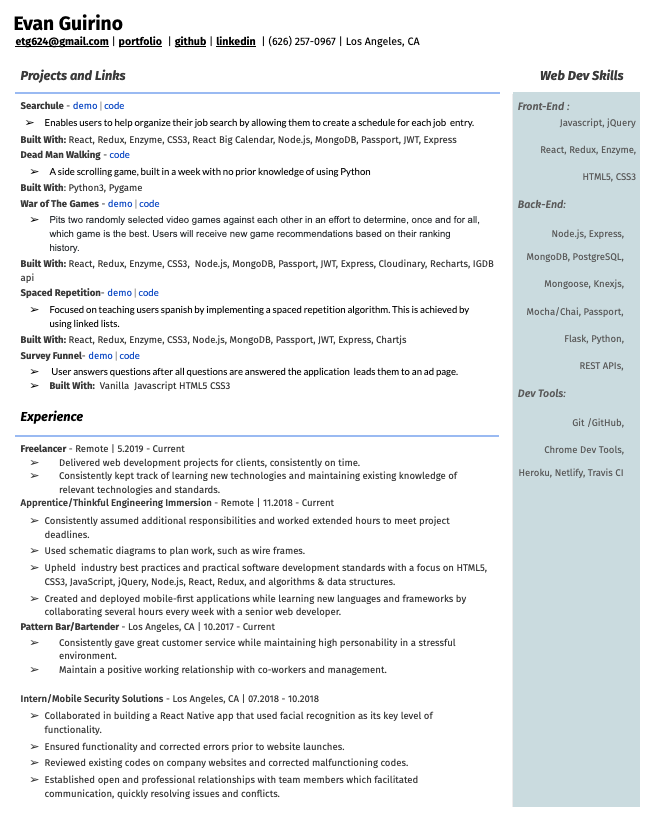 Evan Guirino
etg624@gmail.com | portfolio | github | linkedin | (626) 257-0967 | Los Angeles, CA
Projects and Links
Searchule - demo | code
➢ Enables users to help organize their job search by allowing them to create a schedule for each job entry.
Built With: React, Redux, Enzyme, CSS3, React Big Calendar, Node.js, MongoDB, Passport, JWT, Express
Dead Man Walking - code
➢ A side scrolling game, built in a week with no prior knowledge of using Python
Built With: Python3, Pygame
War of The Games - demo | code
➢ Pits two randomly selected video games against each other in an effort to determine, once and for all,
which game is the best. Users will receive new game recommendations based on their ranking
history.
Built With: React, Redux, Enzyme, CSS3, Node.js, MongoDB, Passport, JWT, Express, Cloudinary, Recharts, IGDB
api
Spaced Repetition- demo | code
➢ Focused on teaching users spanish by implementing a spaced repetition algorithm. This is achieved by
using linked lists.
Built With: React, Redux, Enzyme, CSS3, Node.js, MongoDB, Passport, JWT, Express, Chartjs
Survey Funnel- demo | code
➢ User answers questions after all questions are answered the application leads them to an ad page.
➢ Built With: Vanilla Javascript HTML5 CSS3
Experience
Freelancer - Remote | 5.2019 - Current
➢ Delivered web development projects for clients, consistently on time.
➢ Consistently kept track of learning new technologies and maintaining existing knowledge of
relevant technologies and standards.
Apprentice/Thinkful Engineering Immersion - Remote | 11.2018 - Current
➢ Consistently assumed additional responsibilities and worked extended hours to meet project
deadlines.
➢ Used schematic diagrams to plan work, such as wire frames.
➢ Upheld industry best practices and practical software development standards with a focus on HTML5,
CSS3, JavaScript, jQuery, Node.js, React, Redux, and algorithms & data structures.
➢ Created and deployed mobile-first applications while learning new languages and frameworks by
collaborating several hours every week with a senior web developer.
Pattern Bar/Bartender - Los Angeles, CA | 10.2017 - Current
➢ Consistently gave great customer service while maintaining high personability in a stressful
environment.
➢ Maintain a positive working relationship with co-workers and management.
Intern/Mobile Security Solutions - Los Angeles, CA | 07.2018 - 10.2018
➢ Collaborated in building a React Native app that used facial recognition as its key level of
functionality.
➢ Ensured functionality and corrected errors prior to website launches.
➢ Reviewed existing codes on company websites and corrected malfunctioning codes.
➢ Established open and professional relationships with team members which facilitated
communication, quickly resolving issues and conflicts.
Web Dev Skills
Front-End :
Javascript, jQuery
React, Redux, Enzyme,
HTML5, CSS3
Back-End:
Node.js, Express,
MongoDB, PostgreSQL,
Mongoose, Knexjs,
Mocha/Chai, Passport,
Flask, Python,
REST APIs,
Dev Tools:
Git /GitHub,
Chrome Dev Tools,
Heroku, Netlify, Travis CI